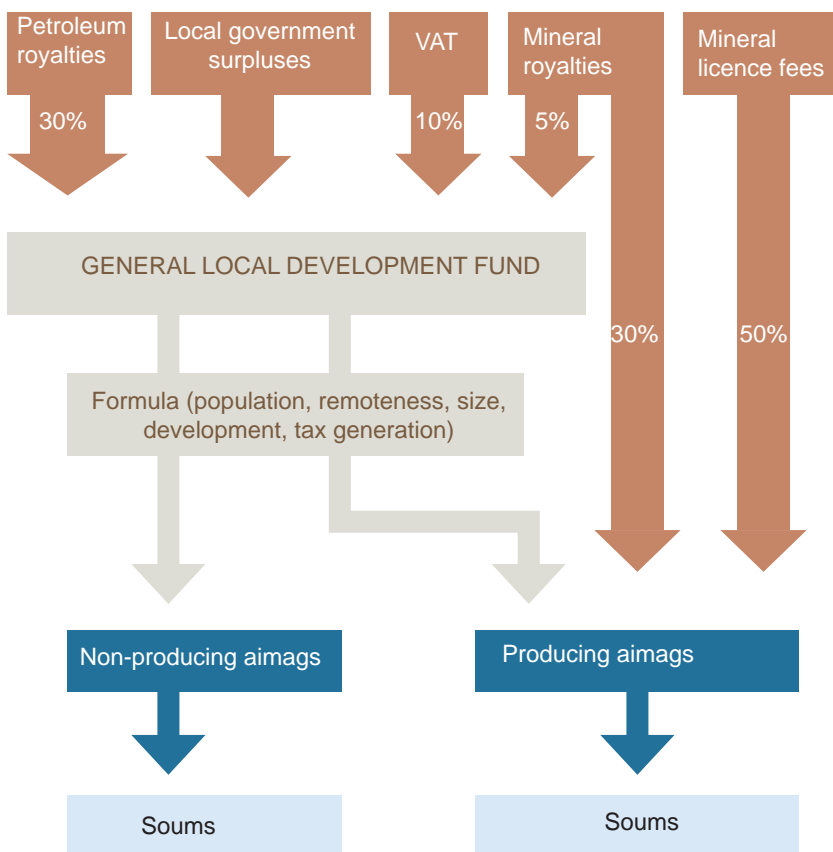 Petroleum
royalties
Local government
surpluses
VAT
Mineral
royalties
Mineral
licence fees
30%
10%
5%
GENERAL LOCAL DEVELOPMENT FUND
30%
50%
Formula (population, remoteness, size,
development, tax generation)
Non-producing aimags
Producing aimags
Soums
Soums